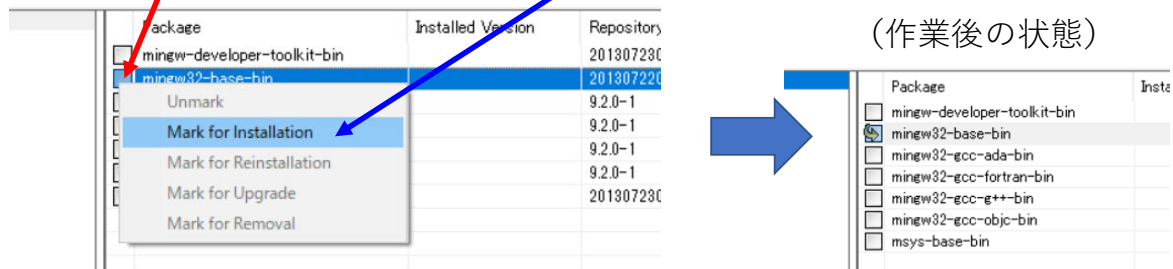 Package Installed Version Repository
mingw-developer-toolkit-bin 201307230
mingw32-base-bin 201307220
Unmark 9.2.0-1
Mark for Installation 9.2.0-1
Mark for Reinstallation 9.2.0-1
Mark for Upgrade 9.2.0-1
Mark for Removal 201307230
（作業後の状態）
Package Insta
mingw-developer-toolkit-bin
mingw32-base-bin
mingw32-gcc-ada-bin
mingw32-gcc-fortran-bin
mingw32-gcc-g++-bin
mingw32-gcc-objc-bin
msys-base-bin